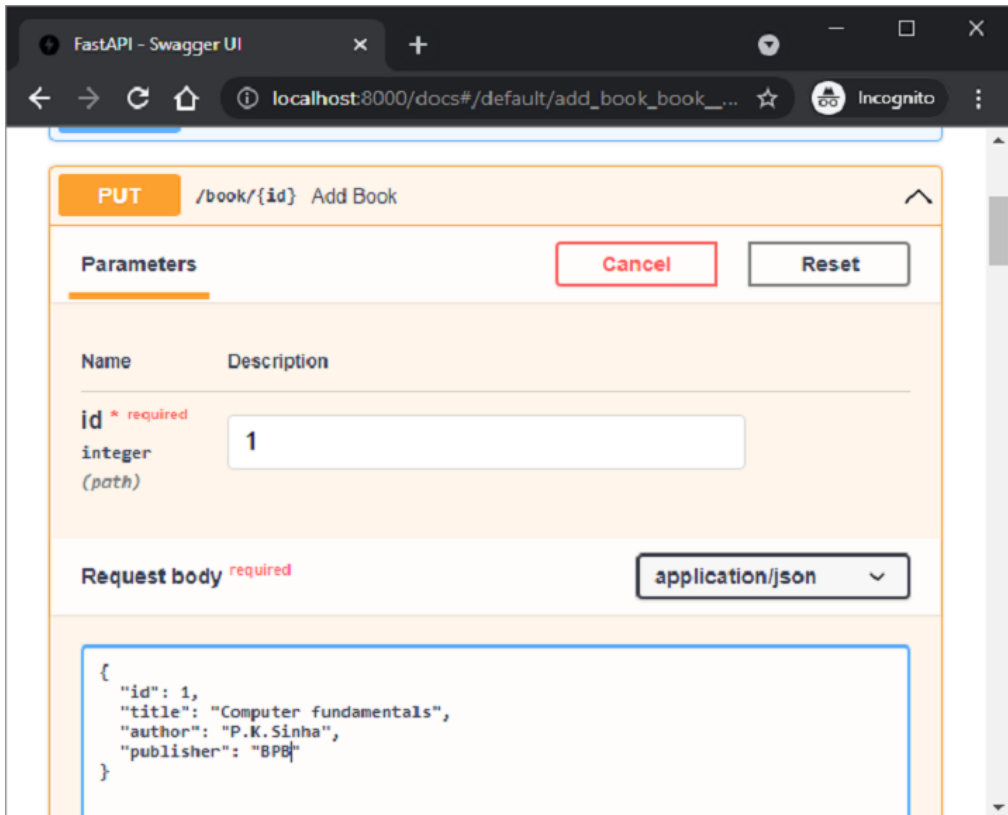 FastAPI - Swagger UI
localhost:8000/docs#/default/add_book_book__... Incognito
PUT /book/{id} Add Book
Parameters Cancel Reset
Name Description
id * required 1
integer
(path)
Request body required application/json
{
"id": 1,
"title": "Computer fundamentals",
"author": "P.K.Sinha",
"publisher": "BPB"
}